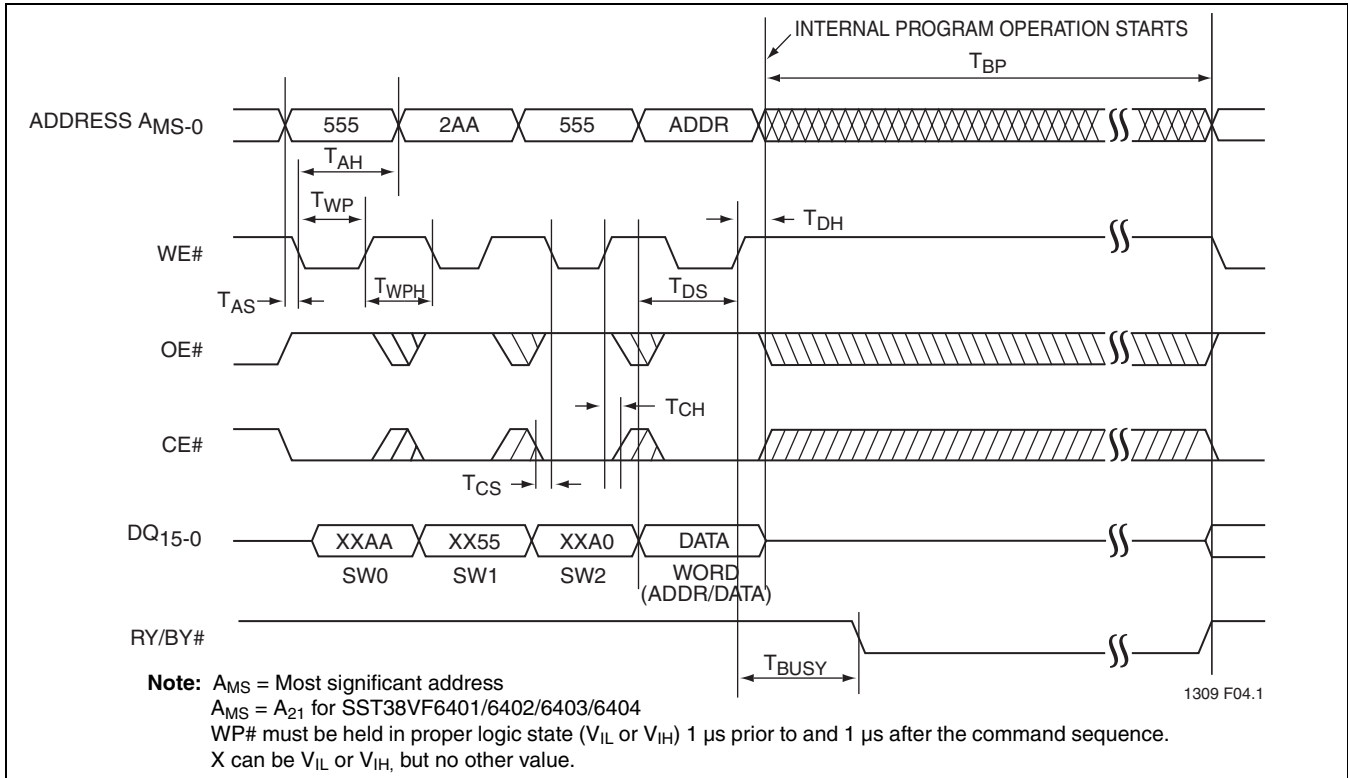 INTERNAL PROGRAM OPERATION STARTS
TBP
ADDRESS AMS-0
555
2AA
555
ADDR
TAH
TWP
TDH
WE#
TAS
TWPH
TDS
OE#
TCH
CE#
TCS
DQ15-0
XXAA
XX55
XXA0
DATA
SW0
SW1
SW2
WORD
(ADDR/DATA)
RY/BY#
TBUSY
1309 F04.1
Note: AMS = Most significant address
AMS = A21 for SST38VF6401/6402/6403/6404
WP# must be held in proper logic state (VIL or VIH) 1 µs prior to and 1 µs after the command sequence.
X can be VIL or VIH, but no other value.